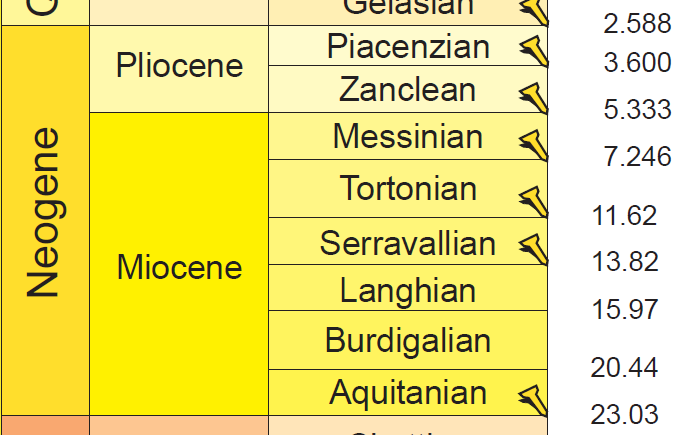 Gelasian
2.588
Piacenzian
3.600
Pliocene
Zanclean
5.333
Messinian
7.246
Neogene
Tortonian
11.62
Miocene
Serravallian
13.82
Langhian
15.97
Burdigalian
20.44
Aquitanian
23.03